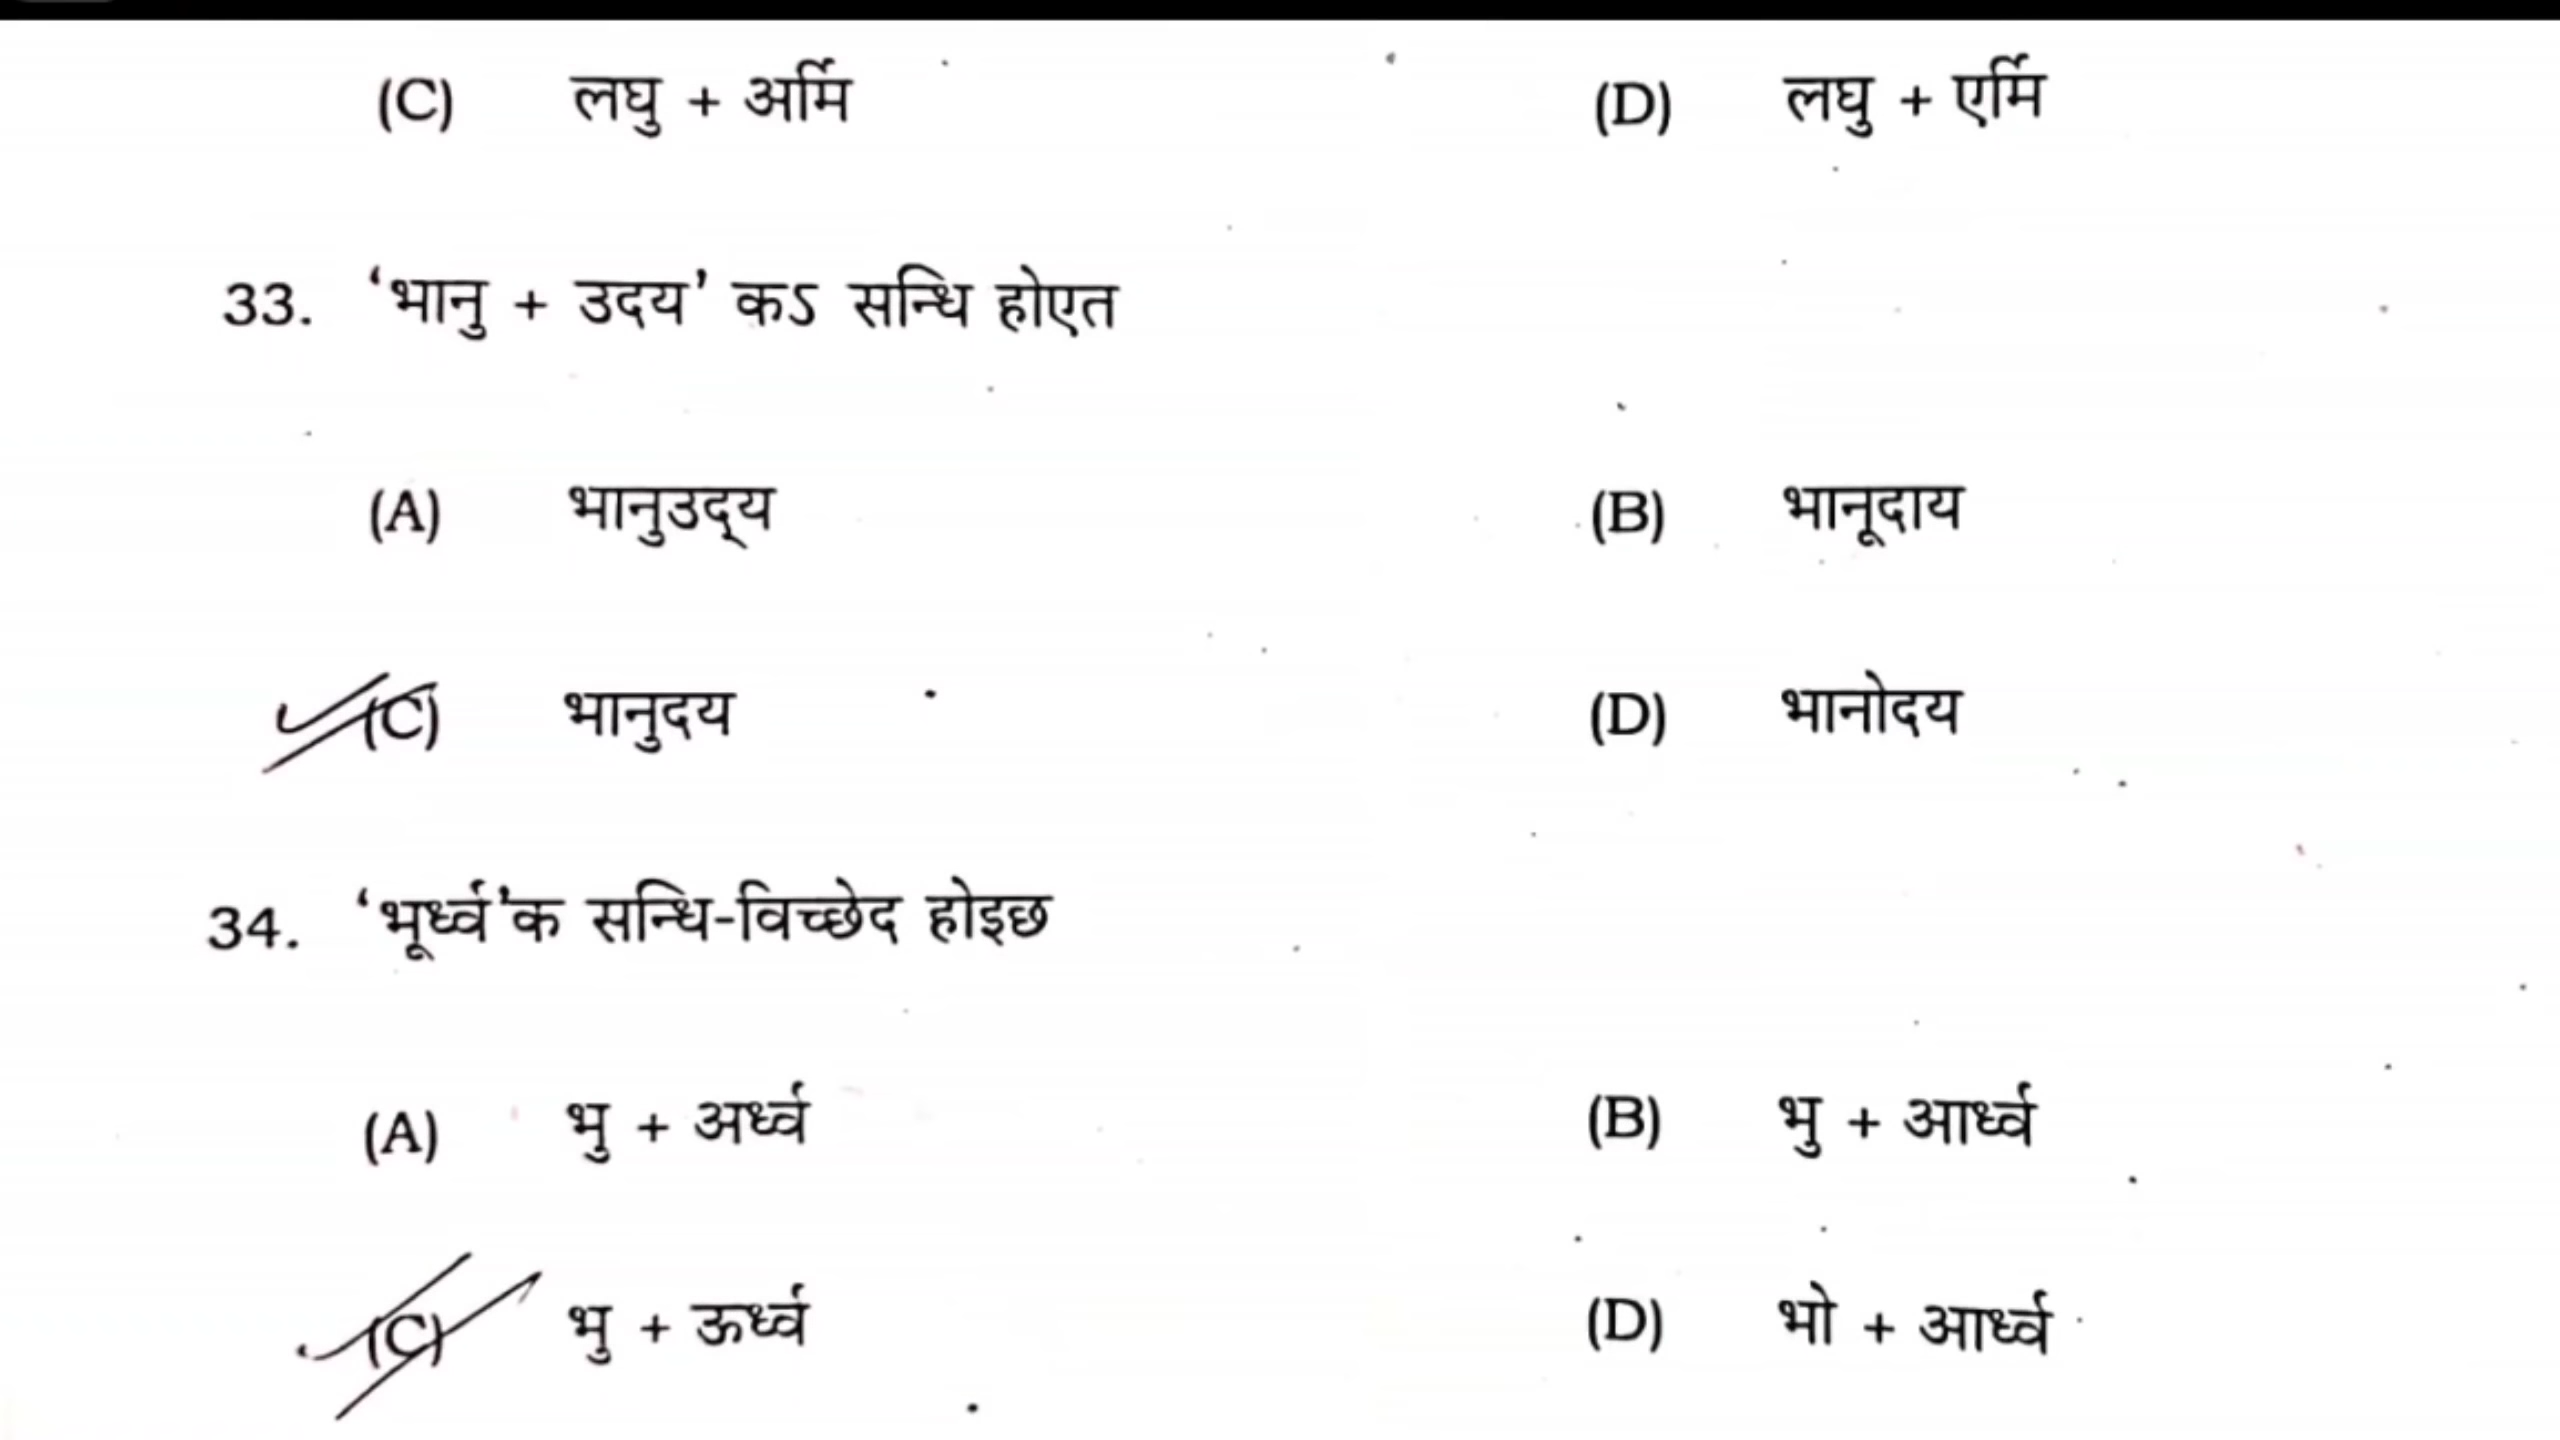 (C) लघु + अर्मि (D) लघु + एर्मि
33. ‘भानु + उदय’ कऽ सन्धि होएत
(A) भानुउद्‌य (B) भानूदाय
(C) भानुदय (D) भानोदय
34. ‘भूर्ध्व’क सन्धि-विच्छेद होइछ
(A) भु + अर्ध्व (B) भु + आर्ध्व
(C) भु + ऊर्ध्व (D) भो + आर्ध्व